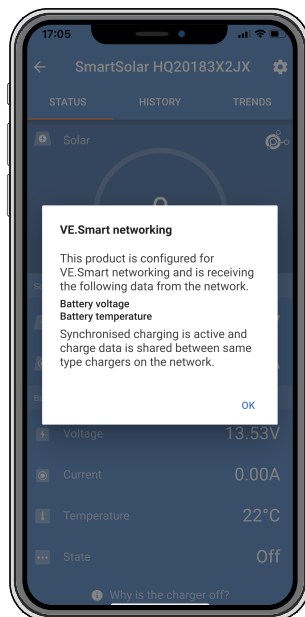 17:05
SmartSolar HQ20183X2JX
STATUS HISTORY TRENDS
Solar
VE.Smart networking
This product is configured for
VE.Smart networking and is receiving
the following data from the network.
Battery voltage
Battery temperature
Synchronised charging is active and
charge data is shared between same
type chargers on the network.
OK
Voltage 13.53V
Current 0.00A
Temperature 22°C
State Off
Why is the charger off?